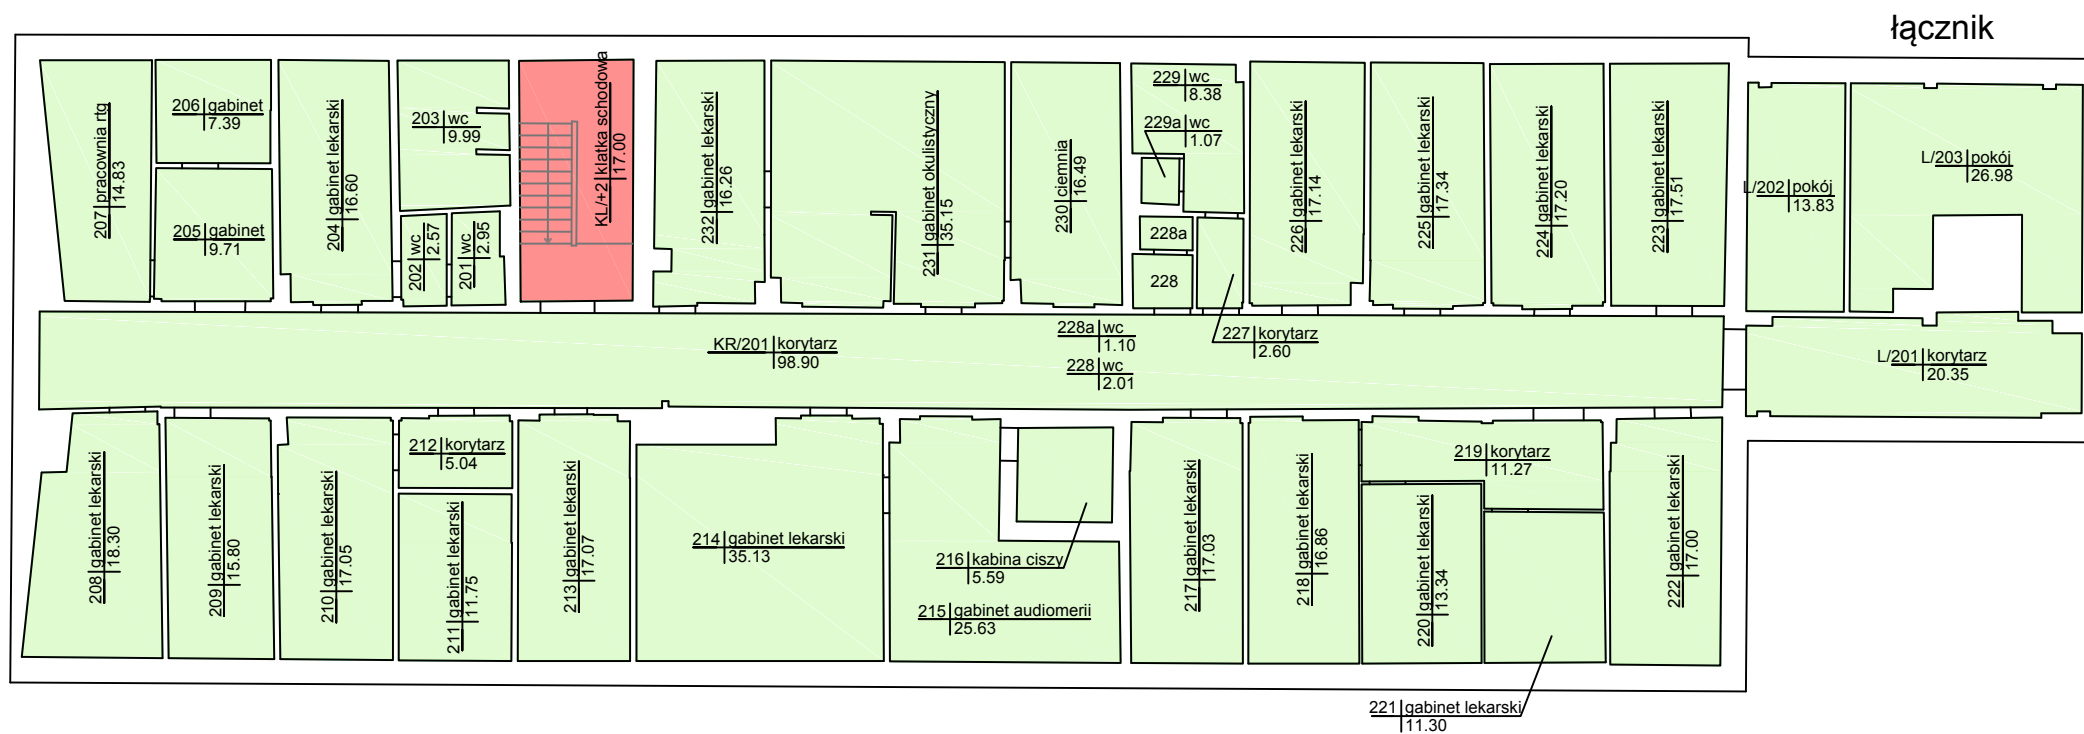 łącznik
207 pracownia rtg
14.83
206 gabinet
7.39
205 gabinet
9.71
204 gabinet lekarski
16.60
203 wc
9.99
202 wc
2.57
201 wc
2.95
KL/+2 klatka schodowa
17.00
232 gabinet lekarski
16.26
231 gabinet okulistyczny
35.15
230 ciemnia
16.49
229 wc
8.38
229a wc
1.07
228a
228
226 gabinet lekarski
17.14
225 gabinet lekarski
17.34
224 gabinet lekarski
17.20
223 gabinet lekarski
17.51
L/202 pokój
13.83
L/203 pokój
26.98
KR/201 korytarz
98.90
228a wc
1.10
228 wc
2.01
227 korytarz
2.60
L/201 korytarz
20.35
208 gabinet lekarski
18.30
209 gabinet lekarski
15.80
210 gabinet lekarski
17.05
212 korytarz
5.04
211 gabinet lekarski
11.75
213 gabinet lekarski
17.07
214 gabinet lekarski
35.13
216 kabina ciszy
5.59
215 gabinet audiomerii
25.63
217 gabinet lekarski
17.03
218 gabinet lekarski
16.86
219 korytarz
11.27
220 gabinet lekarski
13.34
222 gabinet lekarski
17.00
221 gabinet lekarski
11.30